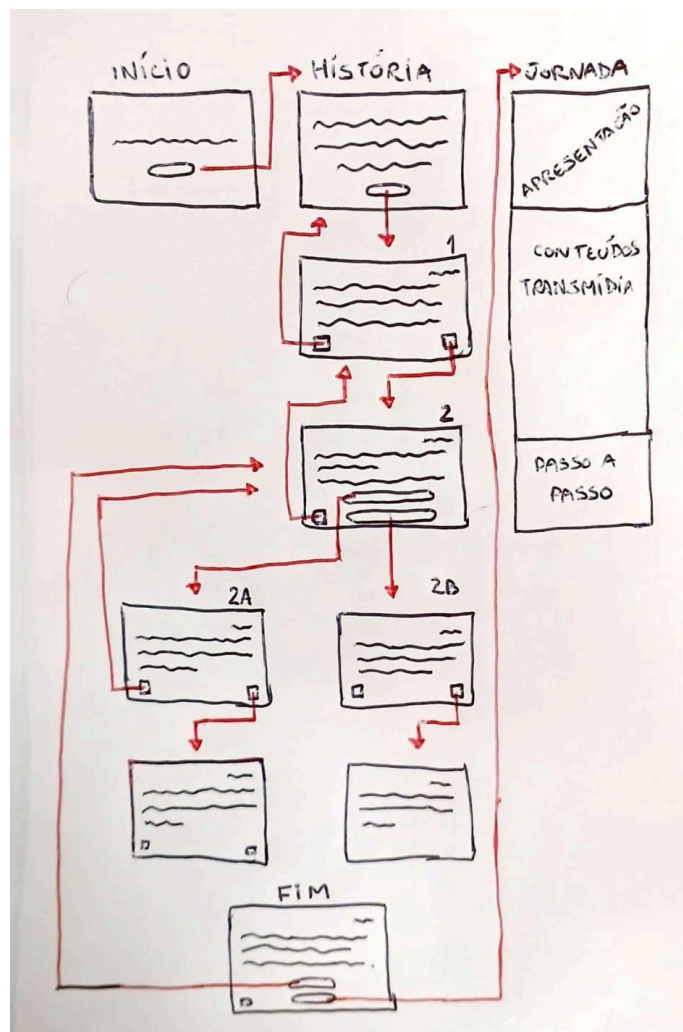 INÍCIO
HISTÓRIA
JORNADA
APRESENTAÇÃO
1
CONTEÚDOS
TRANSMÍDIA
2
PASSO A
PASSO
2A
2B
FIM